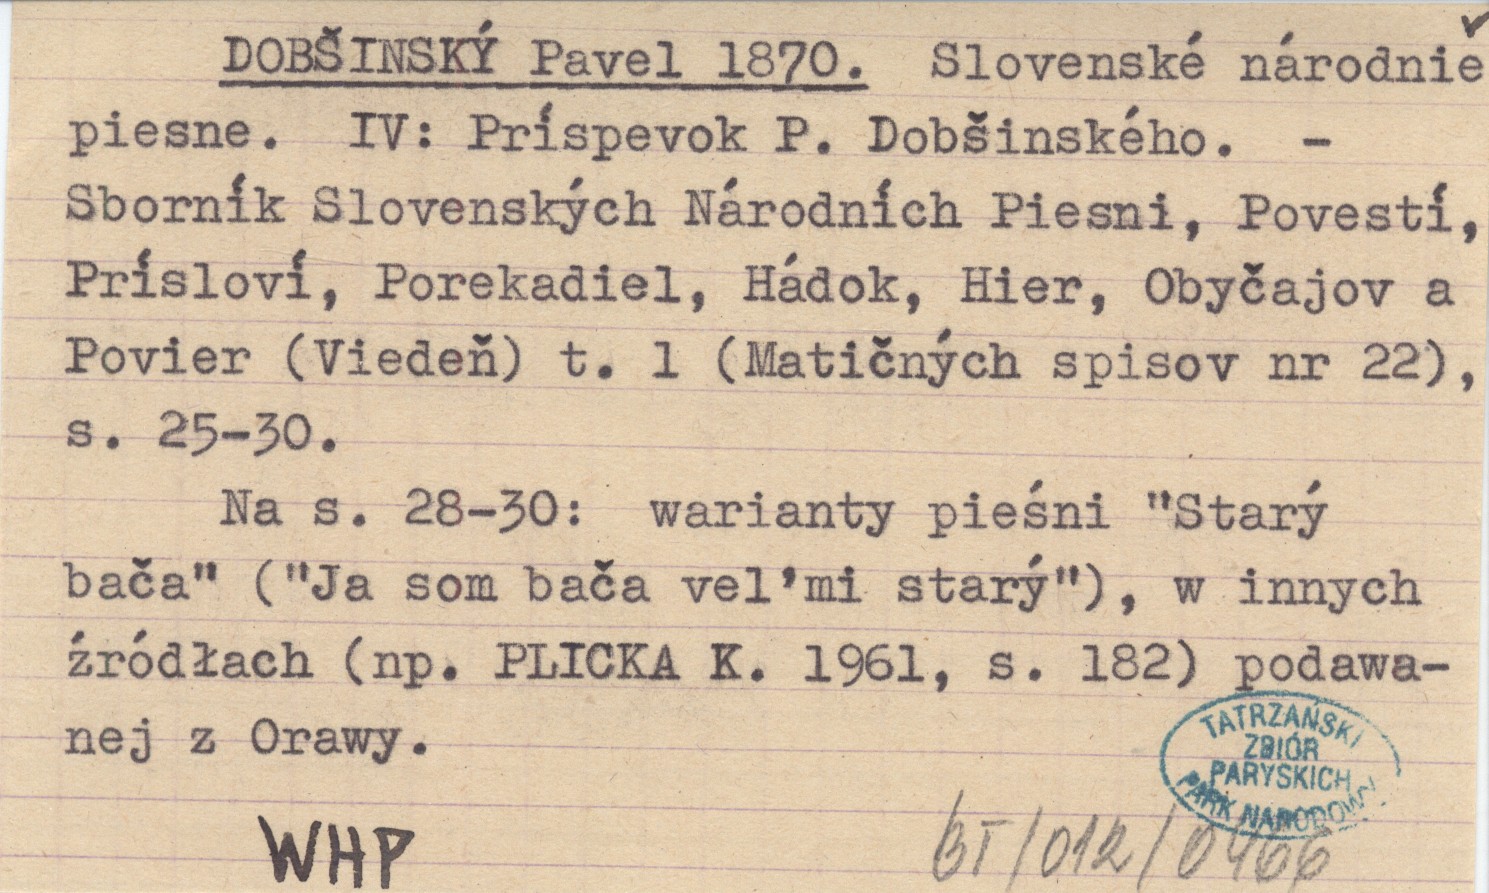 DOBŠINSKÝ Pavel 1870. Slovenské národnie
piesne. IV: Príspevok P. Dobšinského. –
Sborník Slovenských Národních Piesni, Povestí,
Prísloví, Porekadiel, Hádok, Hier, Obyčajov a
Povier (Viedeň) t. 1 (Matičných spisov nr 22),
s. 25-30.
Na s. 28-30: warianty pieśni "Starý
bača" ("Ja som bača vel'mi starý"), w innych
źródłach (np. PLICKA K. 1961, s. 182) podawa-
nej z Orawy.
TATRZAŃSKI
ZBIÓR
PARYSKICH
PARK NARODOWY
WHP
BT/012/0466